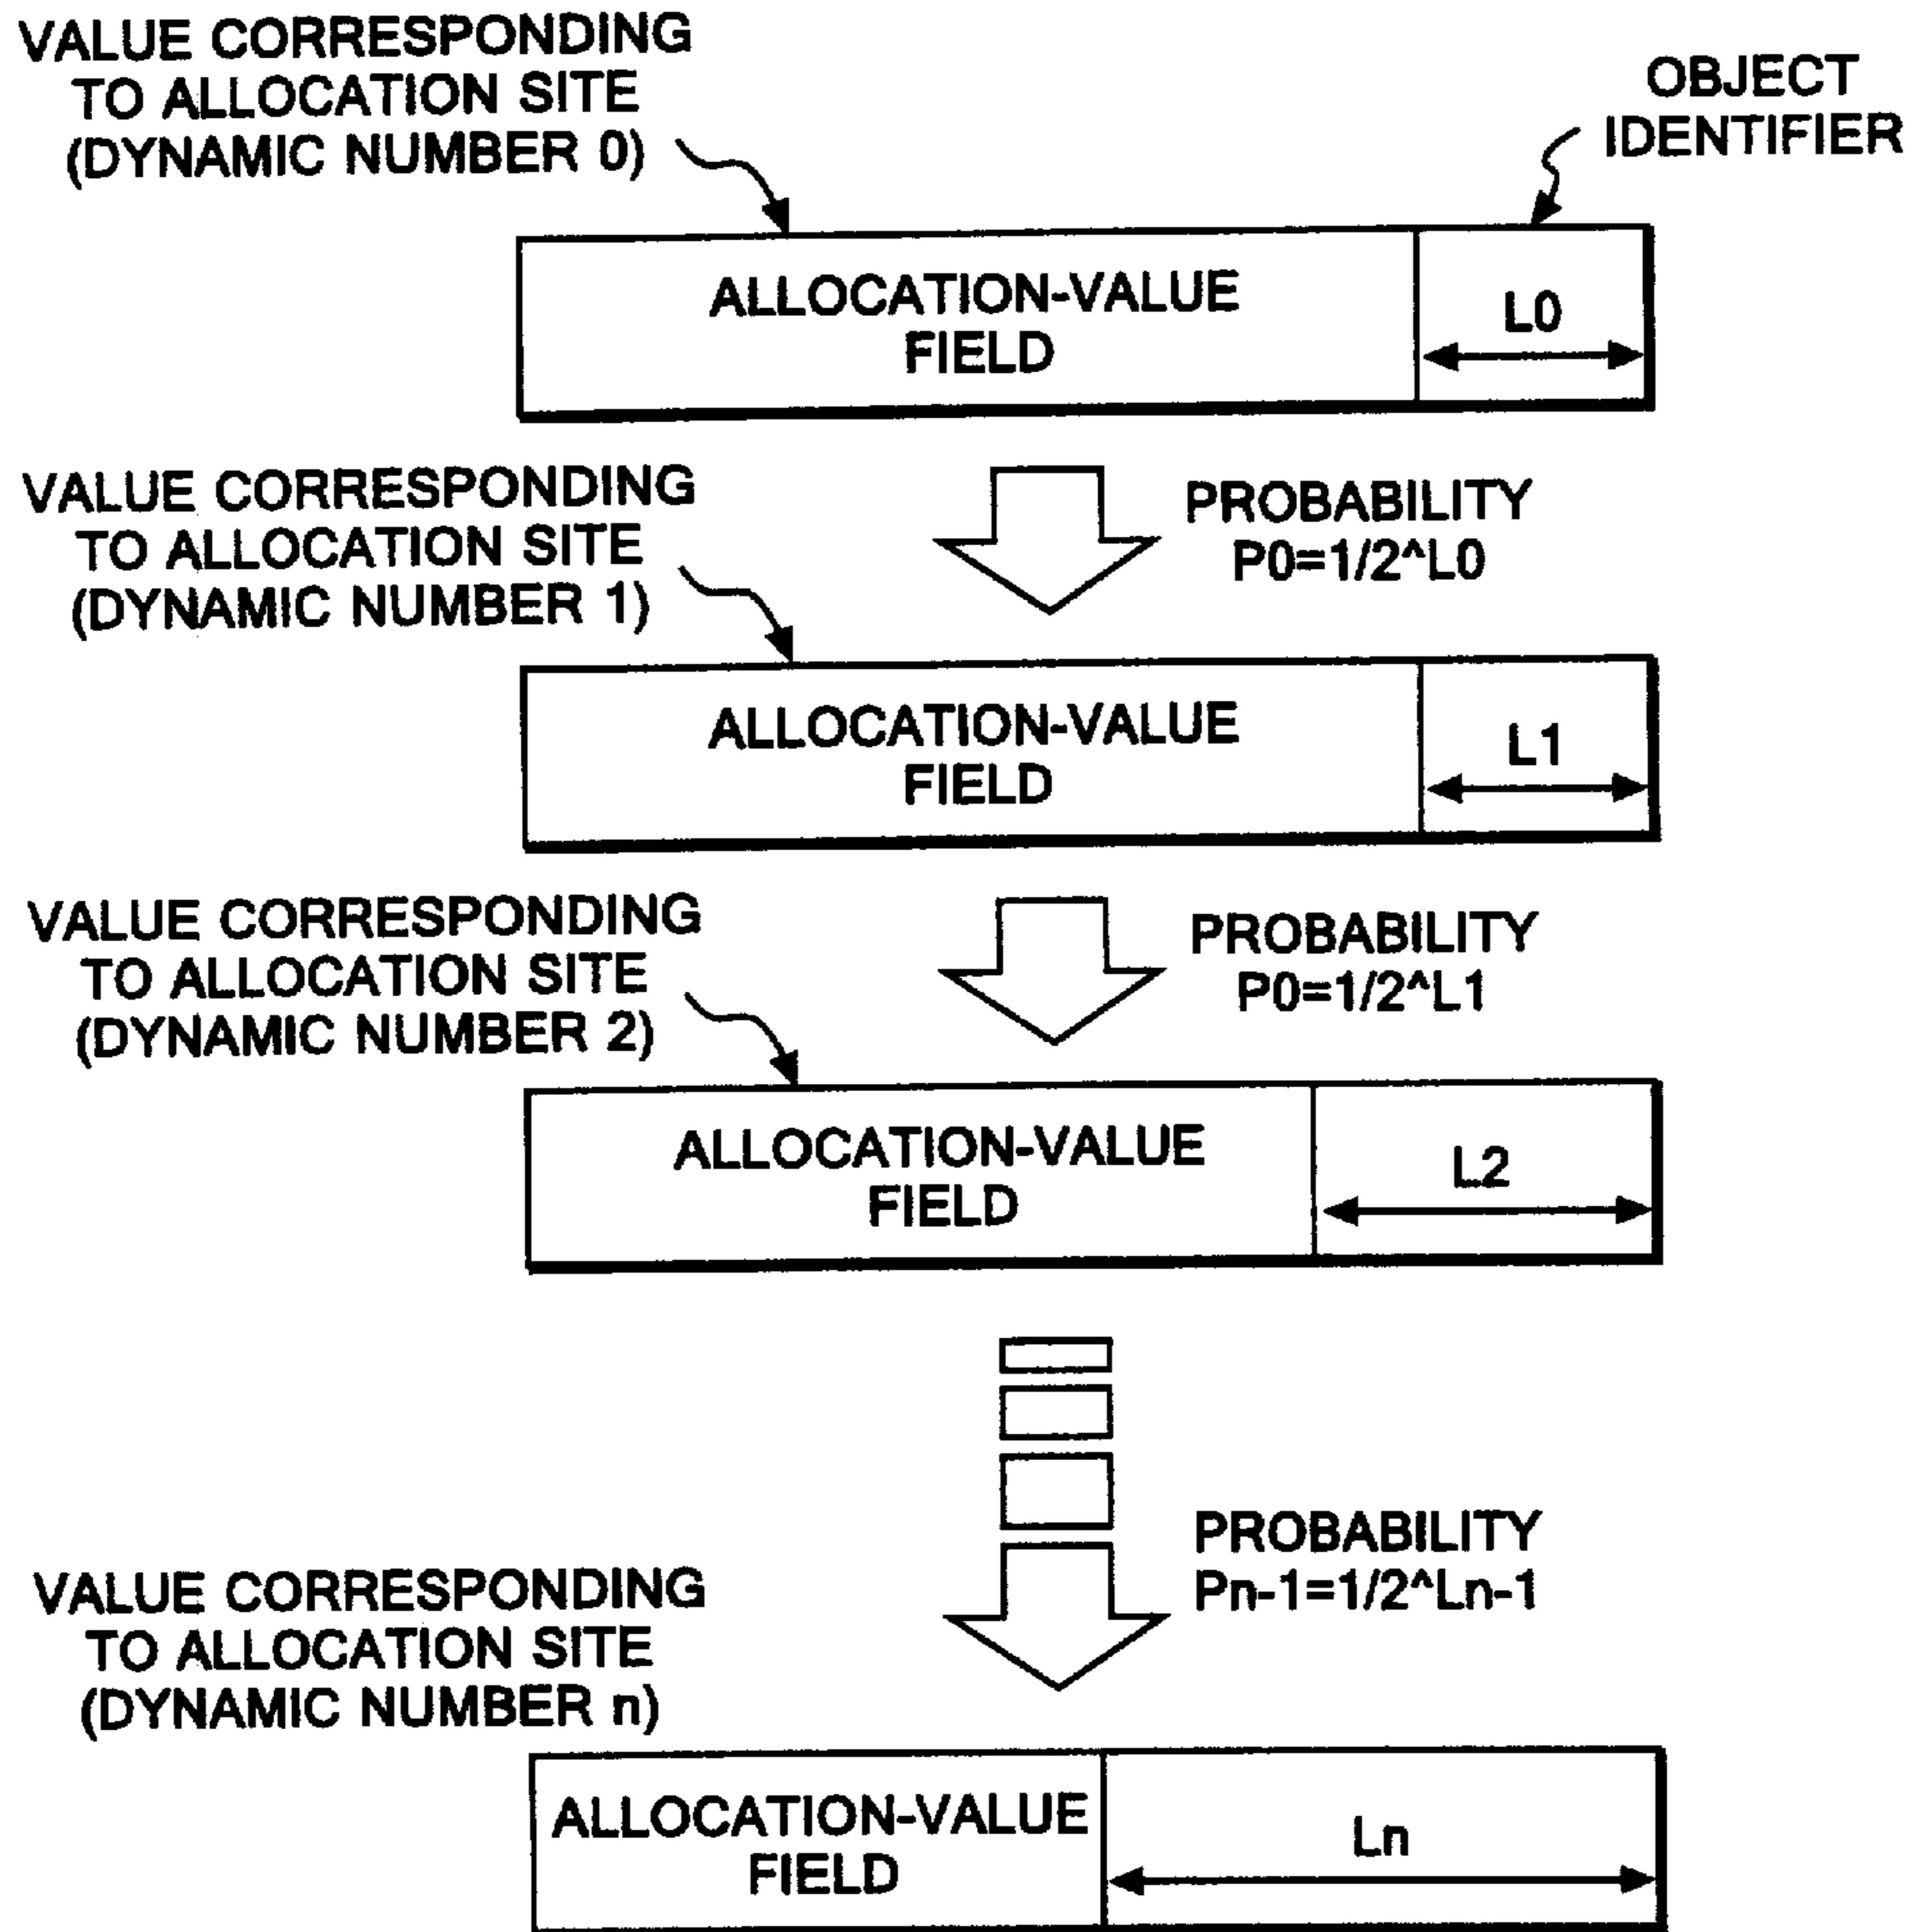 VALUE CORRESPONDING
TO ALLOCATION SITE
(DYNAMIC NUMBER 0)
OBJECT
IDENTIFIER
ALLOCATION-VALUE
FIELD
L0
VALUE CORRESPONDING
TO ALLOCATION SITE
(DYNAMIC NUMBER 1)
PROBABILITY
P0=1/2^L0
ALLOCATION-VALUE
FIELD
L1
VALUE CORRESPONDING
TO ALLOCATION SITE
(DYNAMIC NUMBER 2)
PROBABILITY
P0=1/2^L1
ALLOCATION-VALUE
FIELD
L2
PROBABILITY
Pn-1=1/2^Ln-1
VALUE CORRESPONDING
TO ALLOCATION SITE
(DYNAMIC NUMBER n)
ALLOCATION-VALUE
FIELD
Ln